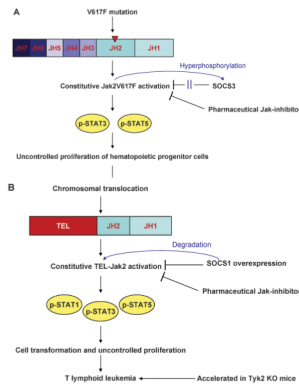 A
V617F mutation
JH7 JH6 JH5 JH4 JH3 JH2 JH1
Hyperphosphorylation
Constitutive Jak2V617F activation SOCS3
Pharmaceutical Jak-inhibitor
p-STAT3 p-STAT5
Uncontrolled proliferation of hematopoietic progenitor cells
B
Chromosomal translocation
TEL JH2 JH1
Degradation
Constitutive TEL-Jak2 activation SOCS1 overexpression
Pharmaceutical Jak-inhibitor
p-STAT1 p-STAT3 p-STAT5
Cell transformation and uncontrolled proliferation
T lymphoid leukemia Accelerated in Tyk2 KO mice